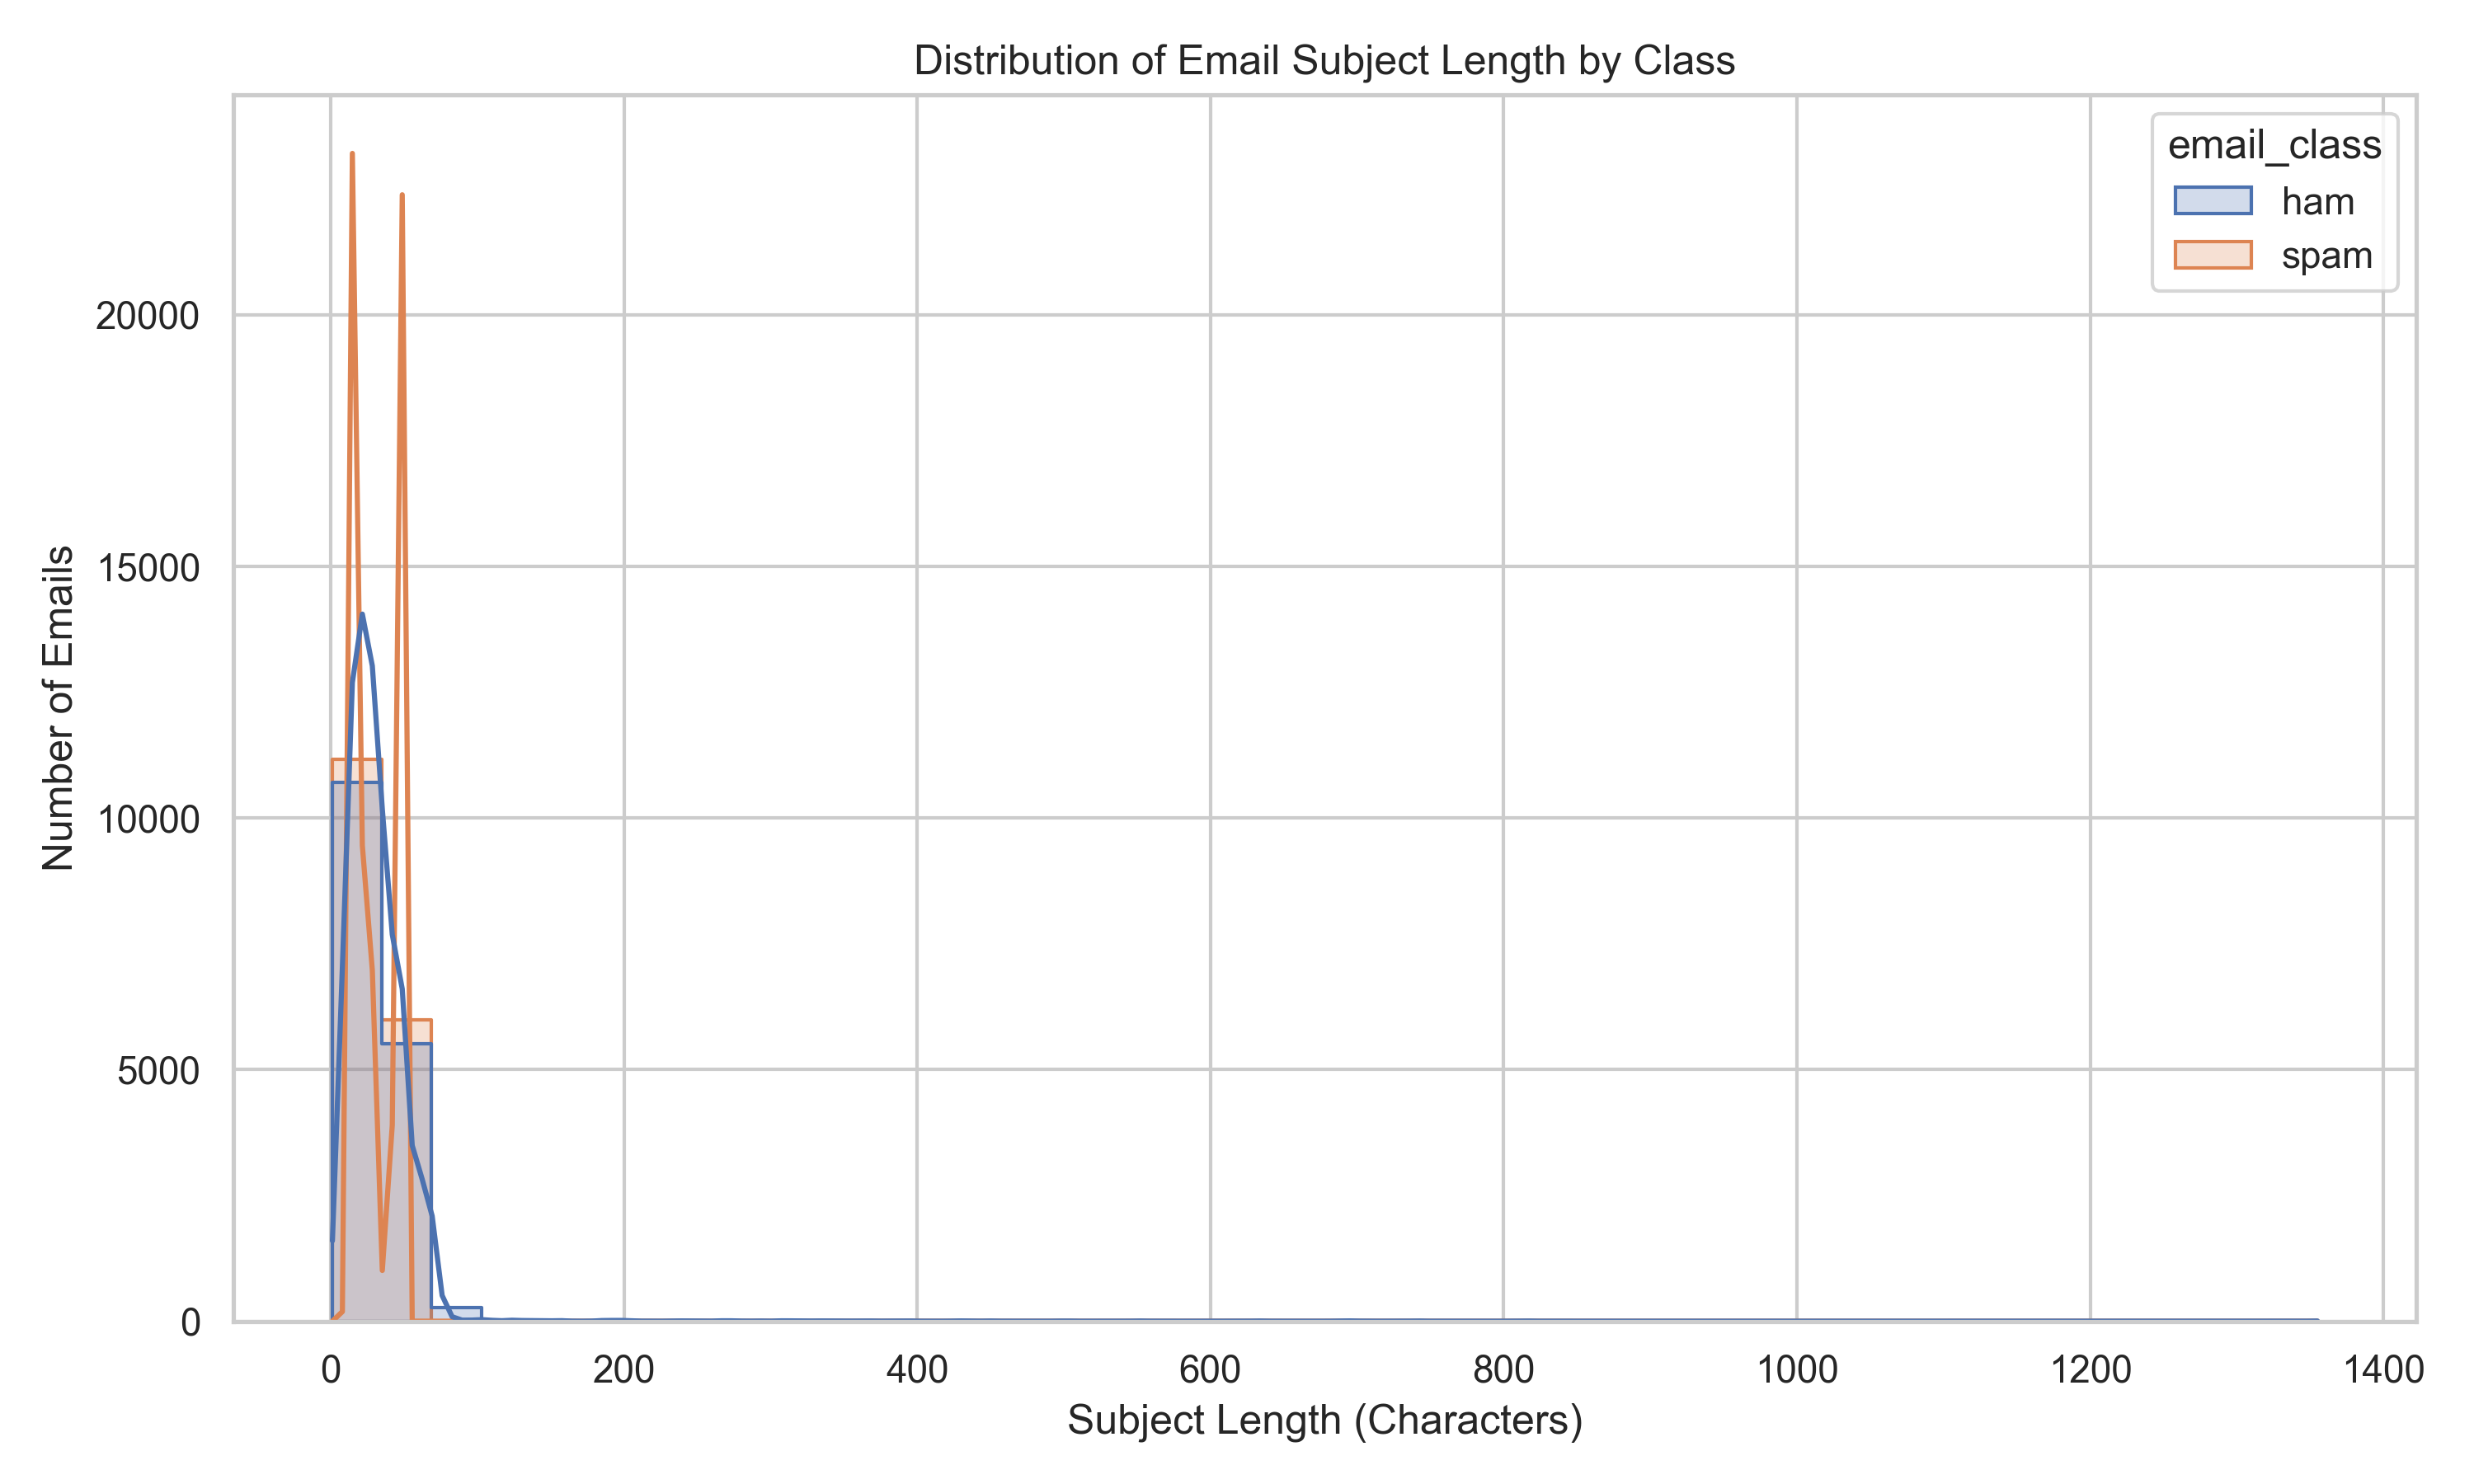 Distribution of Email Subject Length by Class
email_class
ham
spam
20000
15000
10000
5000
0
Number of Emails
0 200 400 600 800 1000 1200 1400
Subject Length (Characters)